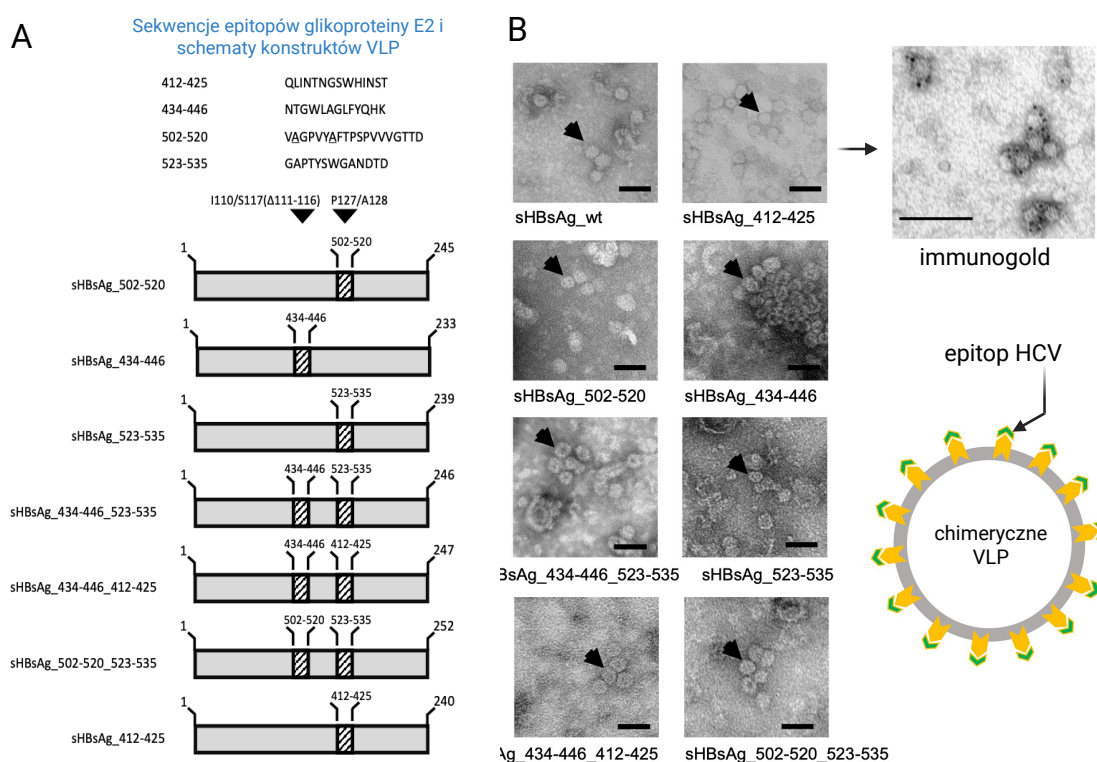 A
Sekwencje epitopów glikoproteiny E2 i
schematy konstruktów VLP
412-425 QLINTNGSWHINST
434-446 NTGWLAGLFYQHK
502-520 VAGPVYAFTPSPVVVGTTD
523-535 GAPTYSWGANDTD
I110/S117(Δ111-116) P127/A128
502-520
1 245
sHBsAg_502-520
434-446
1 233
sHBsAg_434-446
523-535
1 239
sHBsAg_523-535
434-446 523-535
1 246
sHBsAg_434-446_523-535
434-446 412-425
1 247
sHBsAg_434-446_412-425
502-520 523-535
1 252
sHBsAg_502-520_523-535
412-425
1 240
sHBsAg_412-425
B
sHBsAg_wt sHBsAg_412-425
immunogold
sHBsAg_502-520 sHBsAg_434-446
BsAg_434-446_523-535 sHBsAg_523-535
Ag_434-446_412-425 sHBsAg_502-520_523-535
epitop HCV
chimeryczne
VLP